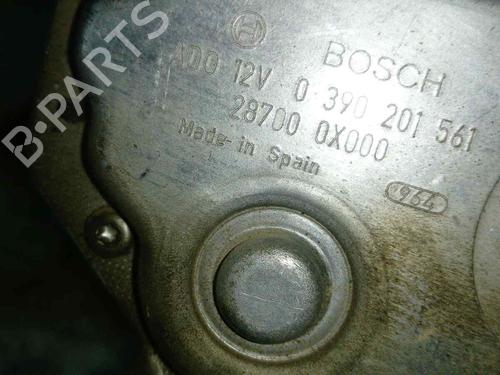 BOSCH
ADO 12V 0 390 201 561
28700 0X000
Made in Spain
964
B-PARTS